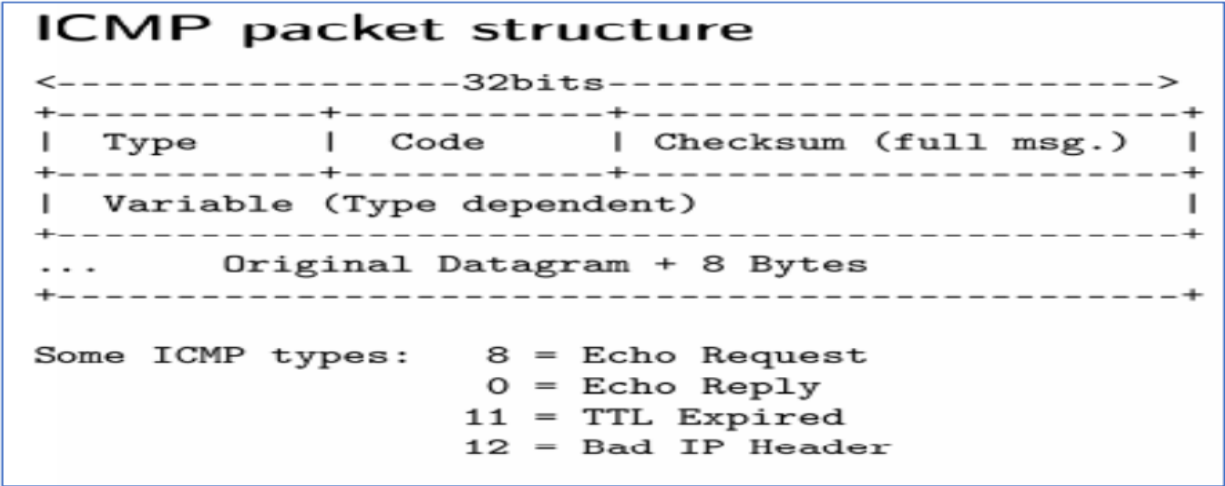 ICMP packet structure
<------------------32bits------------------------>
+------------+------------+------------------------+
|  Type      |  Code      | Checksum (full msg.)  |
+------------+------------+------------------------+
|  Variable (Type dependent)                      |
+-------------------------------------------------+
...     Original Datagram + 8 Bytes
+-------------------------------------------------+
Some ICMP types:   8 = Echo Request
0 = Echo Reply
11 = TTL Expired
12 = Bad IP Header